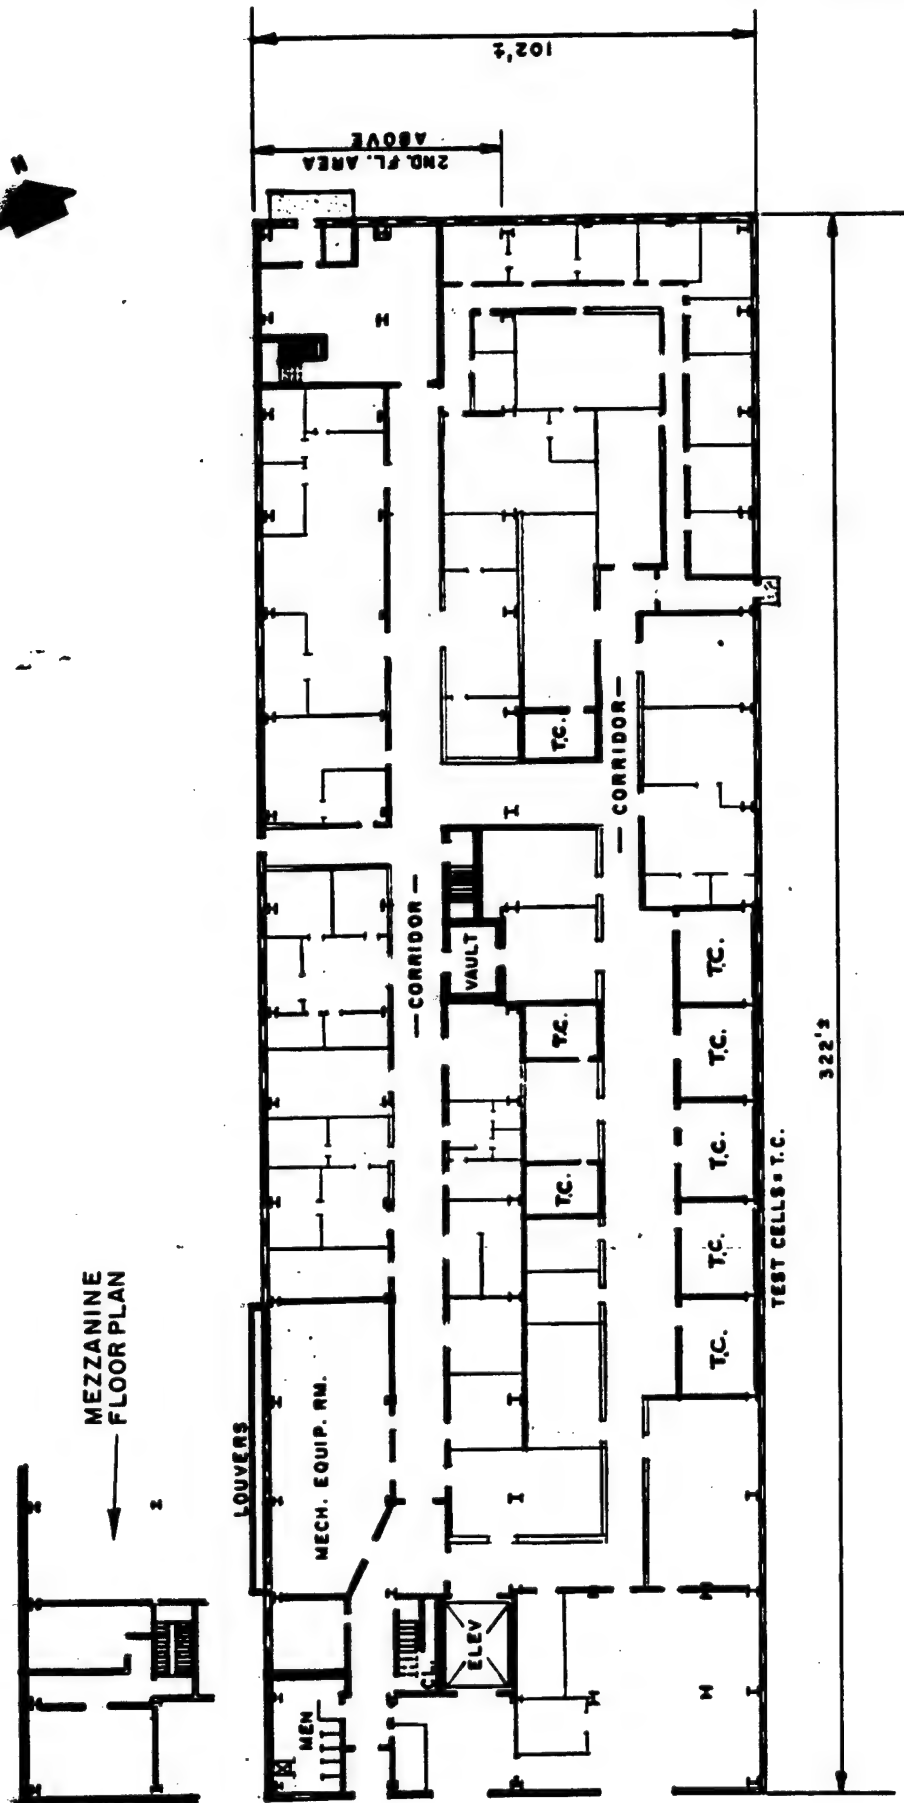 N
102'±
2ND. FL. AREA
ABOVE
MEZZANINE
FLOOR PLAN
LOUVERS
MECH. EQUIP. RM.
MEN
CL.
ELEV
— CORRIDOR —
VAULT
— CORRIDOR —
T.C.
T.C.
T.C.
T.C.
T.C.
T.C.
T.C.
T.C.
TEST CELLS = T.C.
322'±